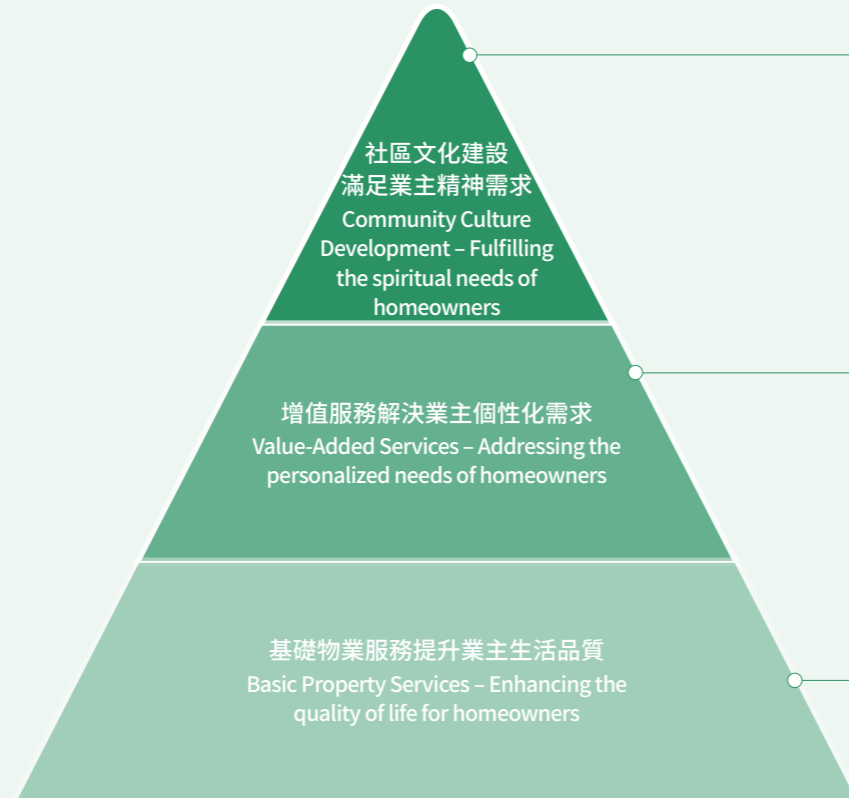 社區文化建設
滿足業主精神需求
Community Culture
Development – Fulfilling
the spiritual needs of
homeowners
增值服務解決業主個性化需求
Value-Added Services – Addressing the
personalized needs of homeowners
基礎物業服務提升業主生活品質
Basic Property Services – Enhancing the
quality of life for homeowners